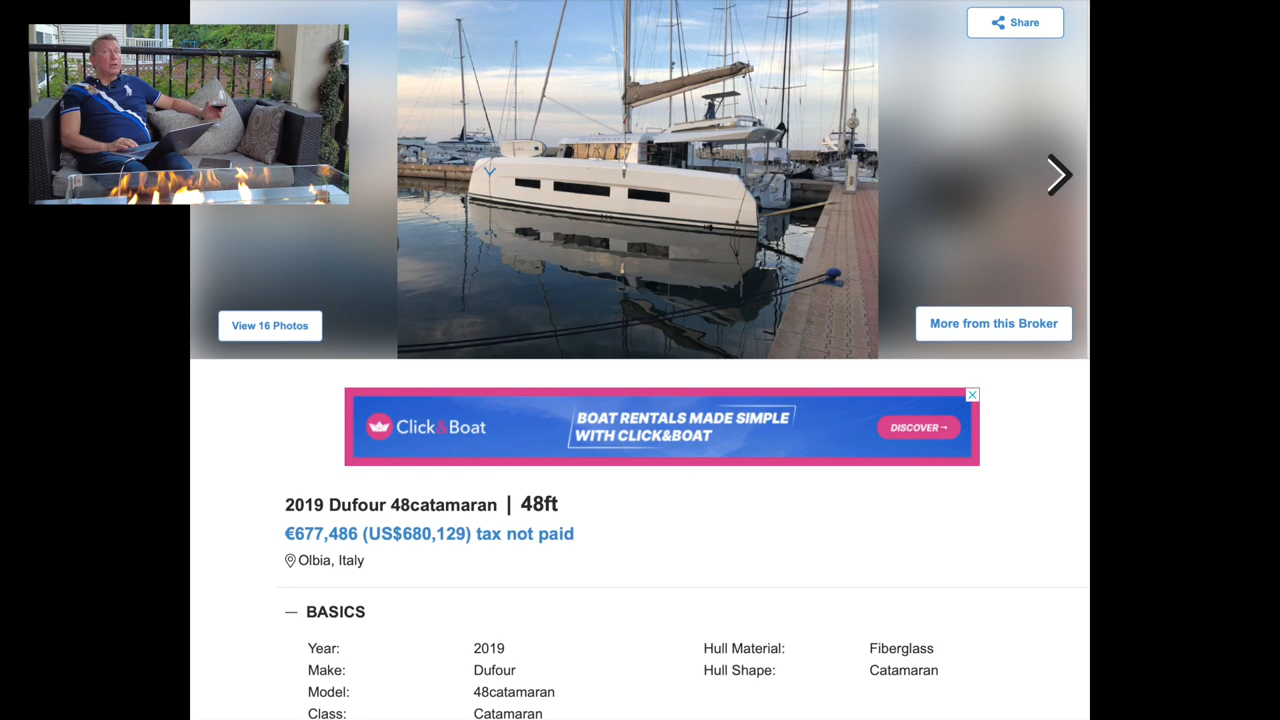 Share
View 16 Photos
More from this Broker
Click&Boat
BOAT RENTALS MADE SIMPLE
WITH CLICK&BOAT
DISCOVER→
2019 Dufour 48catamaran | 48ft
€677,486 (US$680,129) tax not paid
Olbia, Italy
— BASICS
Year: 2019 Hull Material: Fiberglass
Make: Dufour Hull Shape: Catamaran
Model: 48catamaran
Class: Catamaran